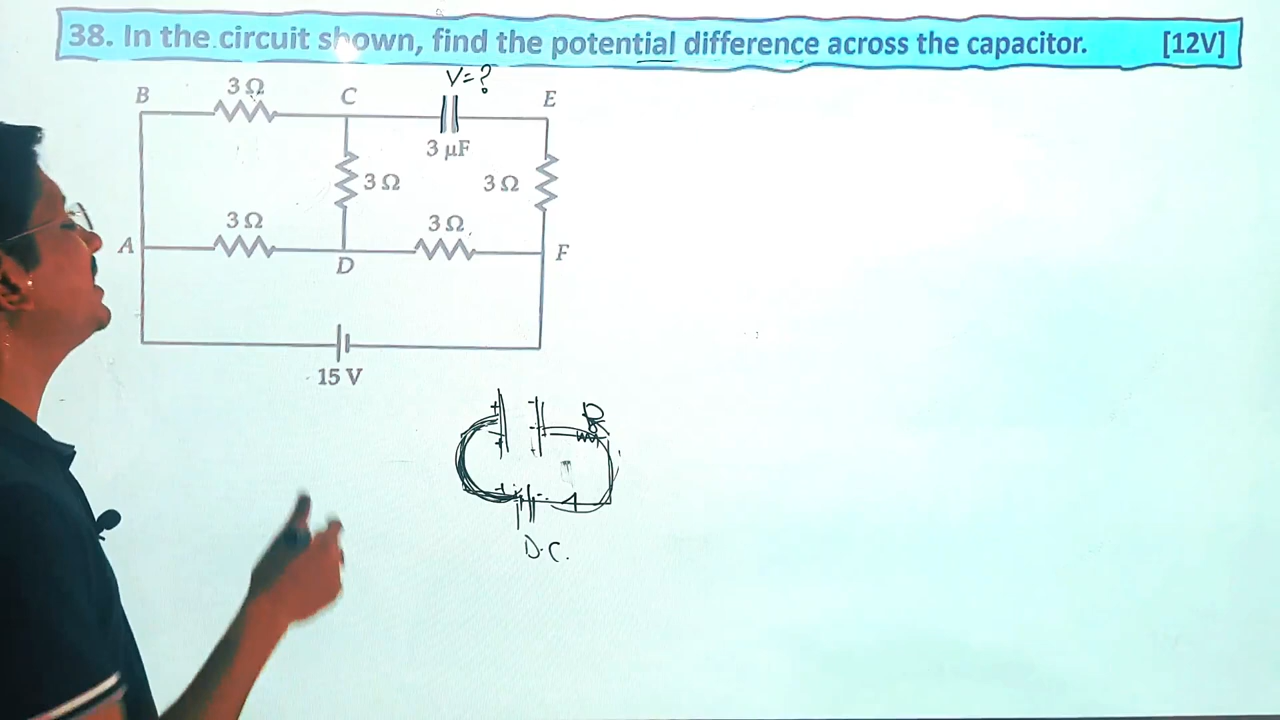 38. In the circuit shown, find the potential difference across the capacitor. [12V]
V=?
B 3 Ω C E
3 μF
3 Ω 3 Ω
3 Ω 3 Ω
A D F
15 V
R
D.C.